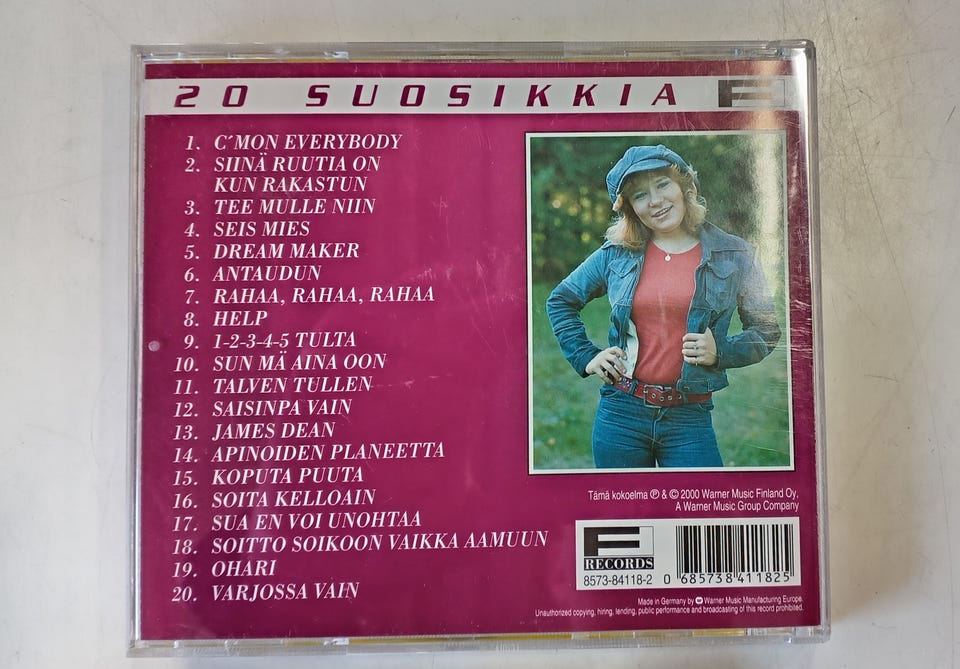 20 SUOSIKKIA F
1. C´MON EVERYBODY
2. SIINÄ RUUTIA ON
KUN RAKASTUN
3. TEE MULLE NIIN
4. SEIS MIES
5. DREAM MAKER
6. ANTAUDUN
7. RAHAA, RAHAA, RAHAA
8. HELP
9. 1-2-3-4-5 TULTA
10. SUN MÄ AINA OON
11. TALVEN TULLEN
12. SAISINPA VAIN
13. JAMES DEAN
14. APINOIDEN PLANEETTA
15. KOPUTA PUUTA
16. SOITA KELLOAIN
17. SUA EN VOI UNOHTAA
18. SOITTO SOIKOON VAIKKA AAMUUN
19. OHARI
20. VARJOSSA VAIN
Tämä kokoelma ℗ & © 2000 Warner Music Finland Oy,
A Warner Music Group Company
F
RECORDS
8573-84118-2
0 685738 411825
Made in Germany by Warner Music Manufacturing Europe.
Unauthorized copying, hiring, lending, public performance and broadcasting of this record prohibited.